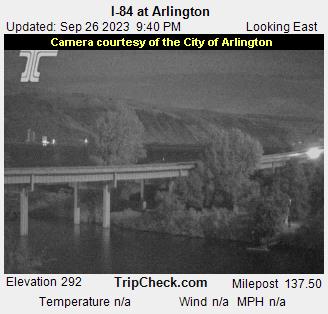 I-84 at Arlington
Updated: Sep 26 2023 9:40 PM Looking East
Camera courtesy of the City of Arlington
Elevation 292 TripCheck.com Milepost 137.50
Temperature n/a Wind n/a MPH n/a